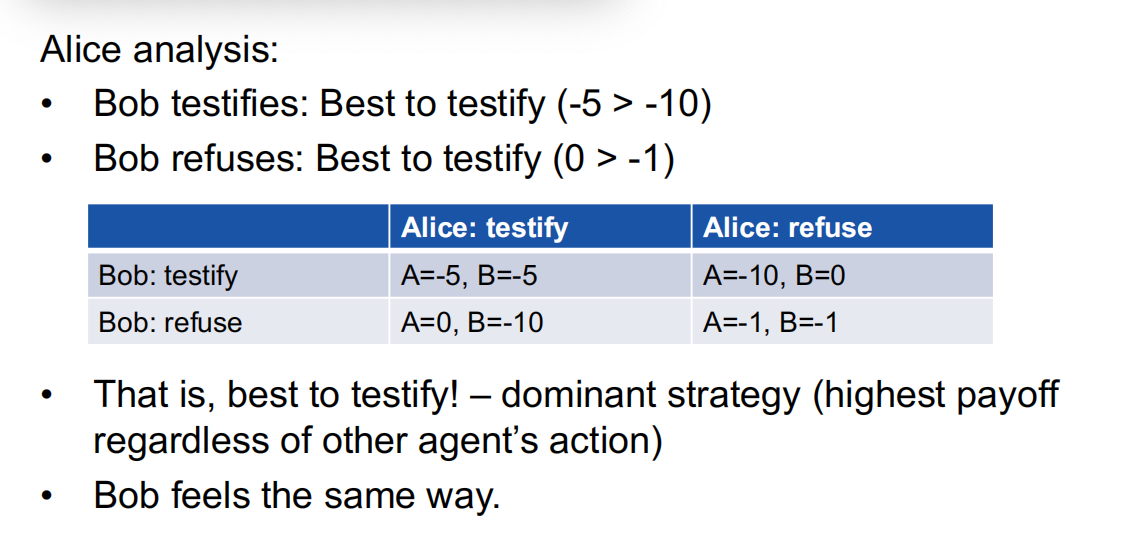 Alice analysis:
• Bob testifies: Best to testify (-5 > -10)
• Bob refuses: Best to testify (0 > -1)
Alice: testify Alice: refuse
Bob: testify A=-5, B=-5 A=-10, B=0
Bob: refuse A=0, B=-10 A=-1, B=-1
• That is, best to testify! – dominant strategy (highest payoff
regardless of other agent's action)
• Bob feels the same way.